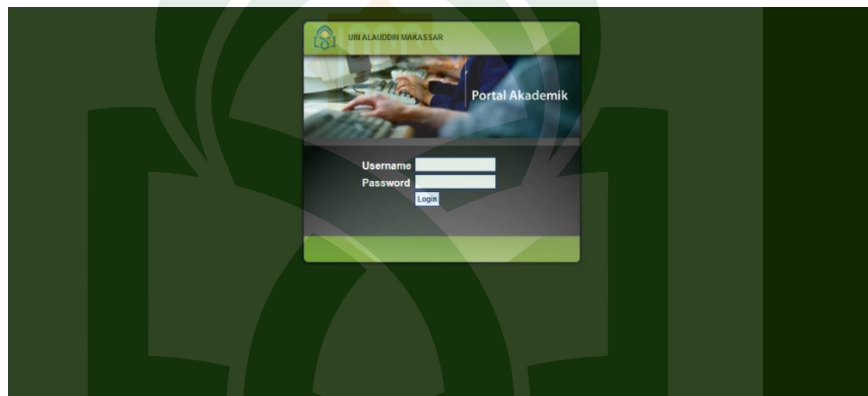 UIN ALAUDDIN MAKASSAR
Portal Akademik
Username
Password
Login